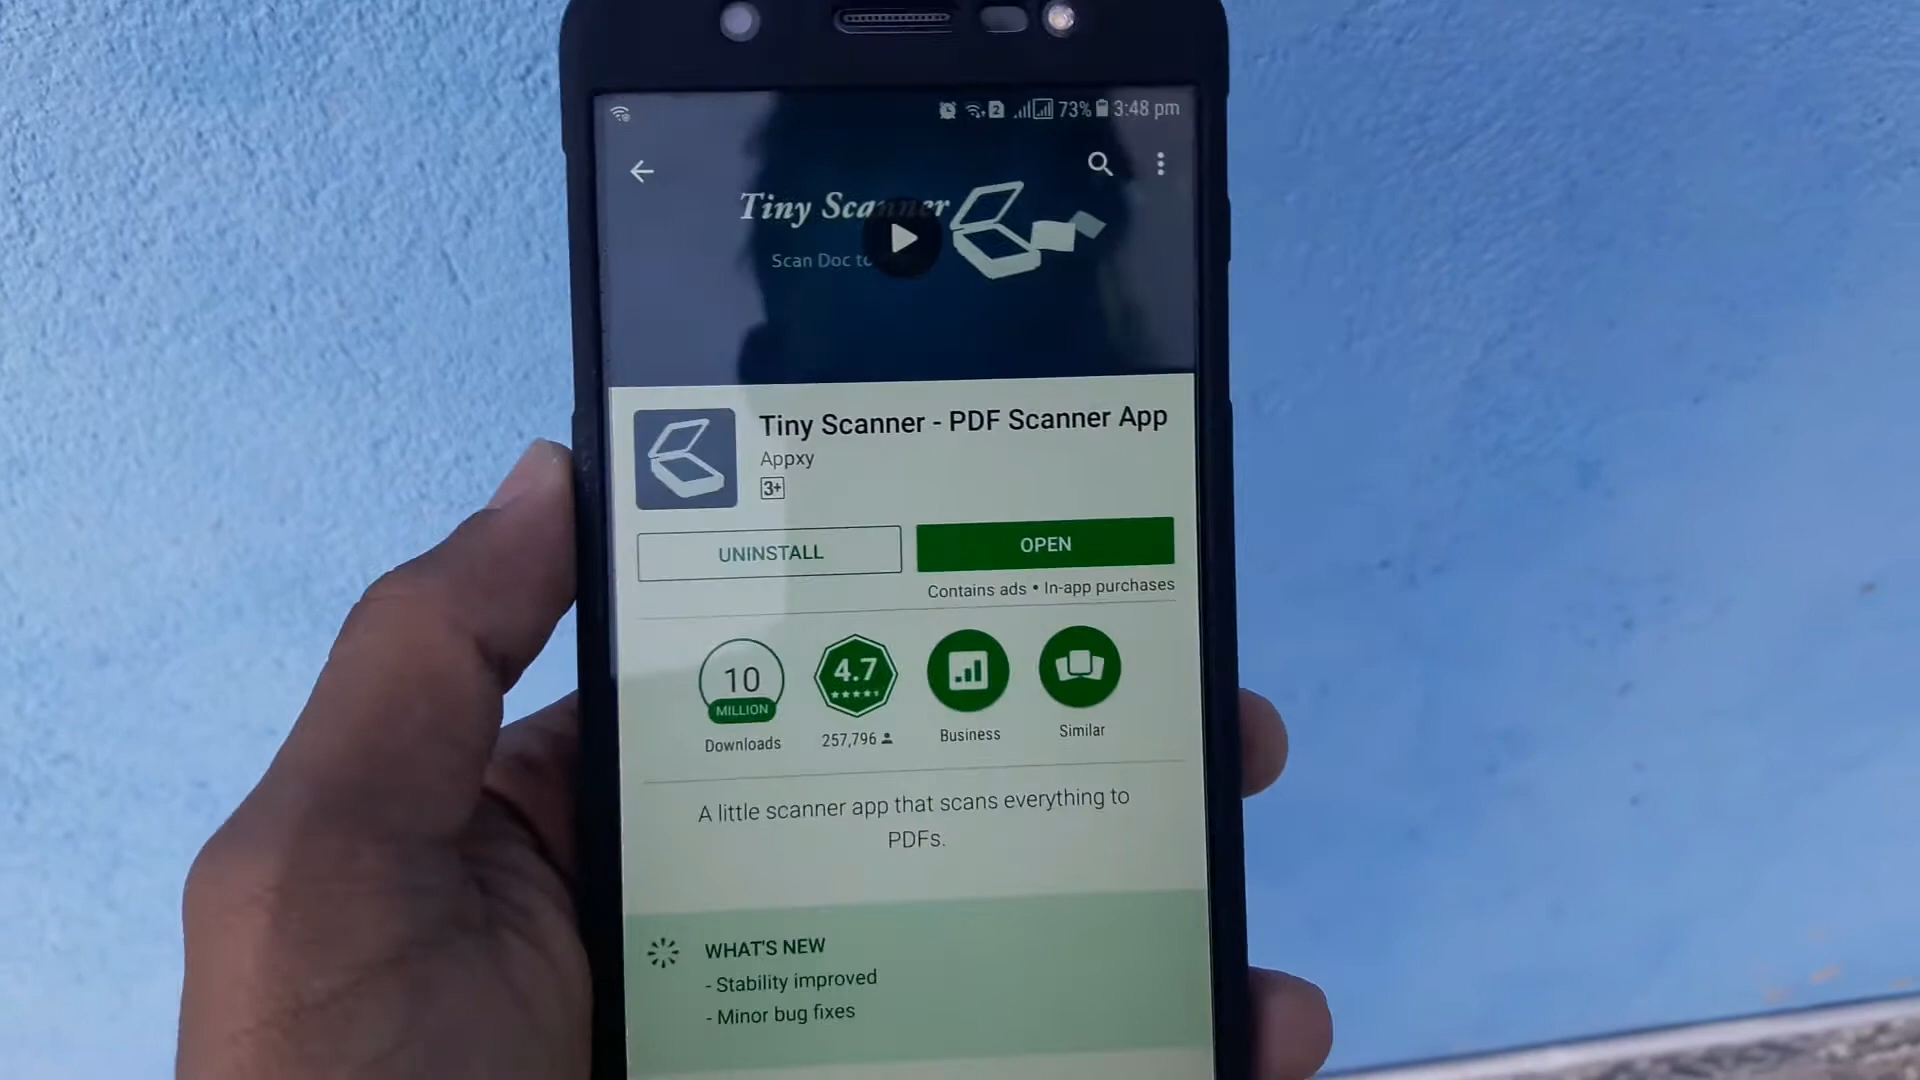 73% 3:48 pm
Tiny Scanner
Scan Doc to
Tiny Scanner - PDF Scanner App
Appxy
3+
UNINSTALL
OPEN
Contains ads • In-app purchases
10
MILLION
4.7
Downloads
257,796
Business
Similar
A little scanner app that scans everything to
PDFs.
WHAT'S NEW
- Stability improved
- Minor bug fixes